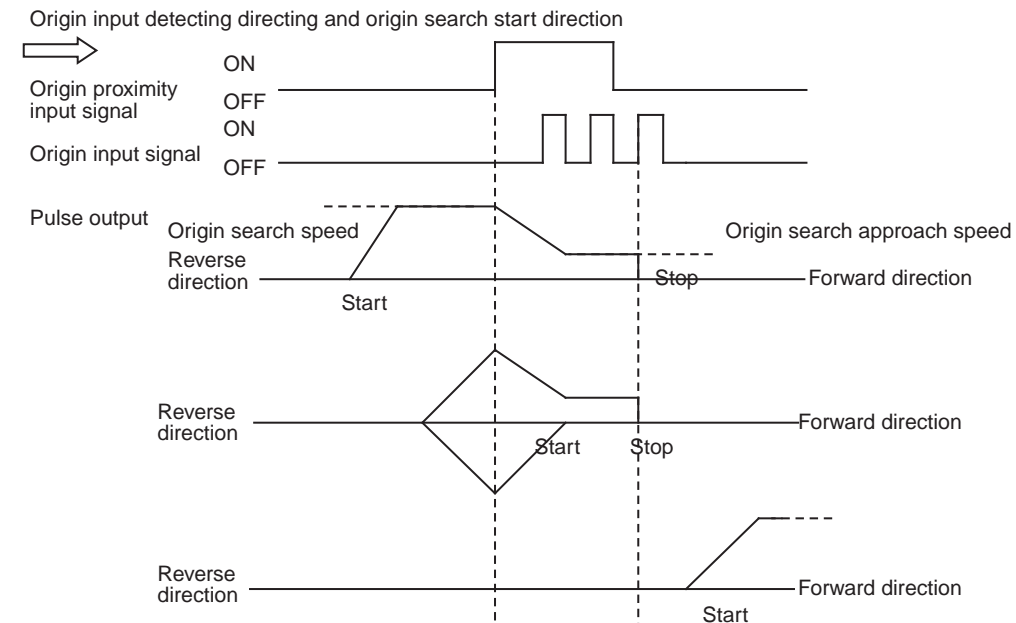 Origin input detecting directing and origin search start direction
ON
Origin proximity
input signal
OFF
ON
Origin input signal
OFF
Pulse output
Origin search speed
Origin search approach speed
Reverse
direction
Stop
Forward direction
Start
Reverse
direction
Forward direction
Start
Stop
Reverse
direction
Forward direction
Start